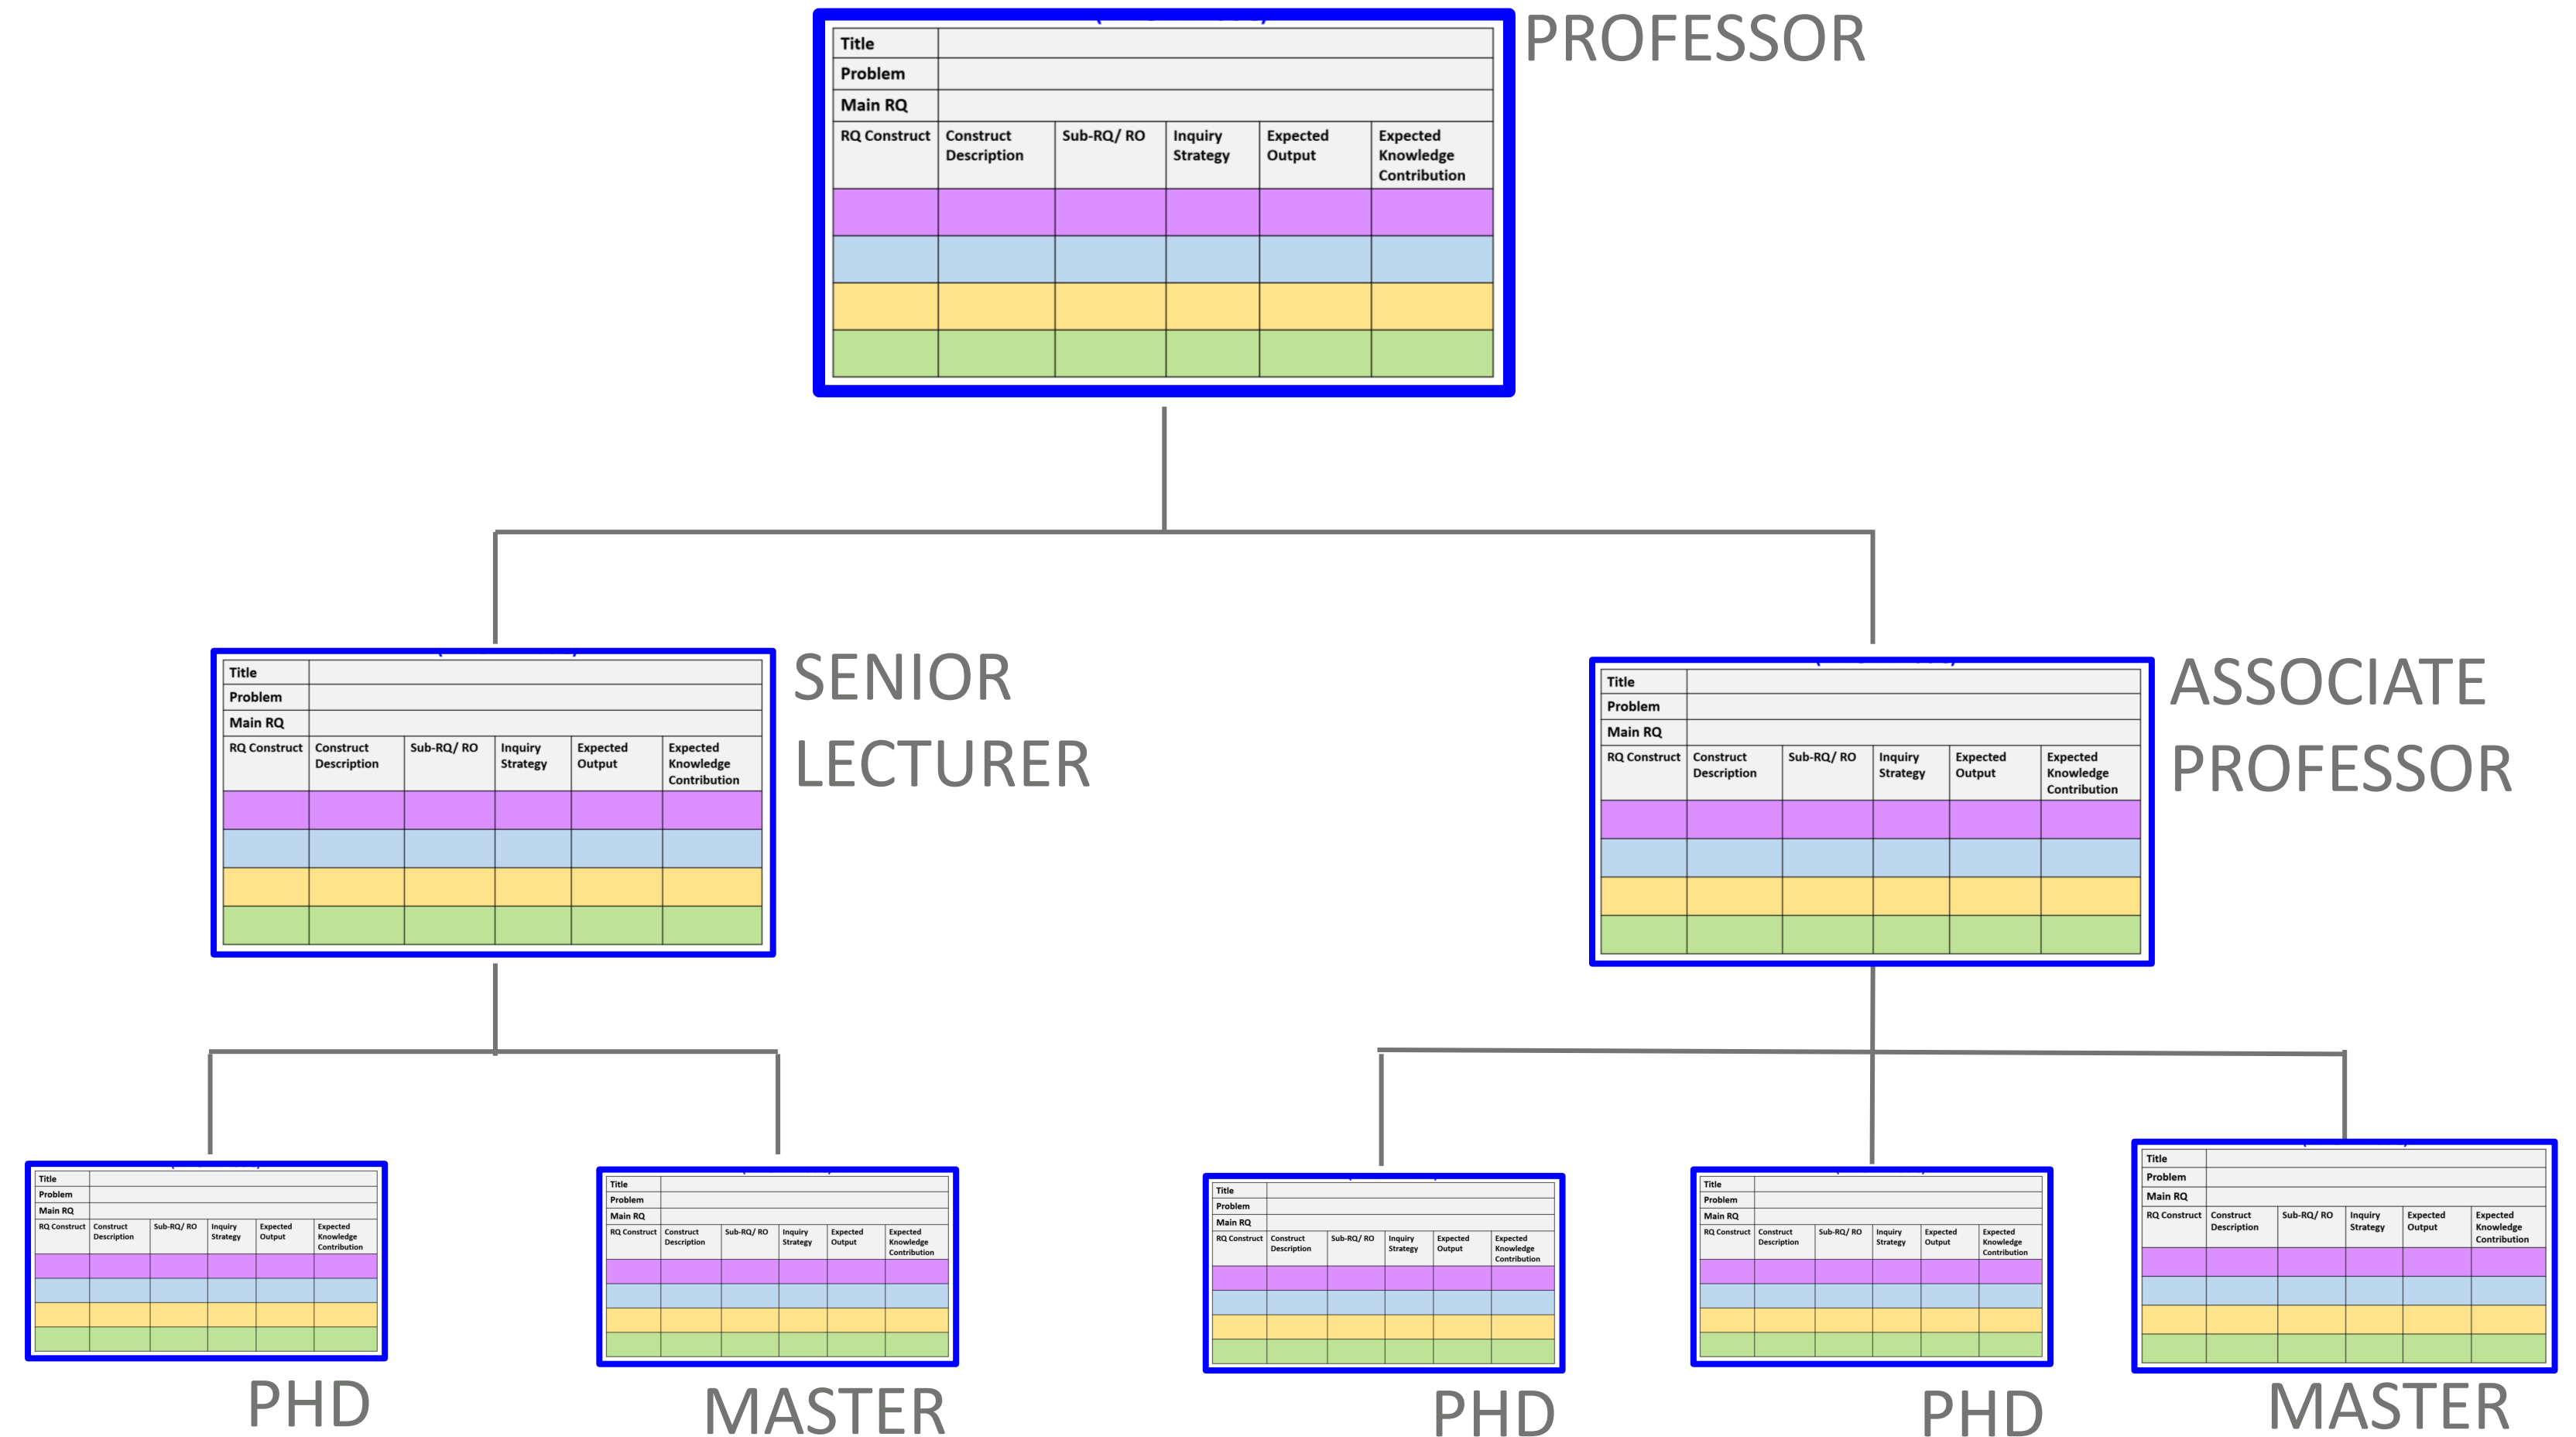 PROFESSOR
Title
Problem
Main RQ
RQ Construct Construct Description Sub-RQ/ RO Inquiry Strategy Expected Output Expected Knowledge Contribution
SENIOR
LECTURER
Title
Problem
Main RQ
RQ Construct Construct Description Sub-RQ/ RO Inquiry Strategy Expected Output Expected Knowledge Contribution
ASSOCIATE
PROFESSOR
Title
Problem
Main RQ
RQ Construct Construct Description Sub-RQ/ RO Inquiry Strategy Expected Output Expected Knowledge Contribution
Title
Problem
Main RQ
RQ Construct Construct Description Sub-RQ/ RO Inquiry Strategy Expected Output Expected Knowledge Contribution
PHD
Title
Problem
Main RQ
RQ Construct Construct Description Sub-RQ/ RO Inquiry Strategy Expected Output Expected Knowledge Contribution
MASTER
Title
Problem
Main RQ
RQ Construct Construct Description Sub-RQ/ RO Inquiry Strategy Expected Output Expected Knowledge Contribution
PHD
Title
Problem
Main RQ
RQ Construct Construct Description Sub-RQ/ RO Inquiry Strategy Expected Output Expected Knowledge Contribution
PHD
Title
Problem
Main RQ
RQ Construct Construct Description Sub-RQ/ RO Inquiry Strategy Expected Output Expected Knowledge Contribution
MASTER